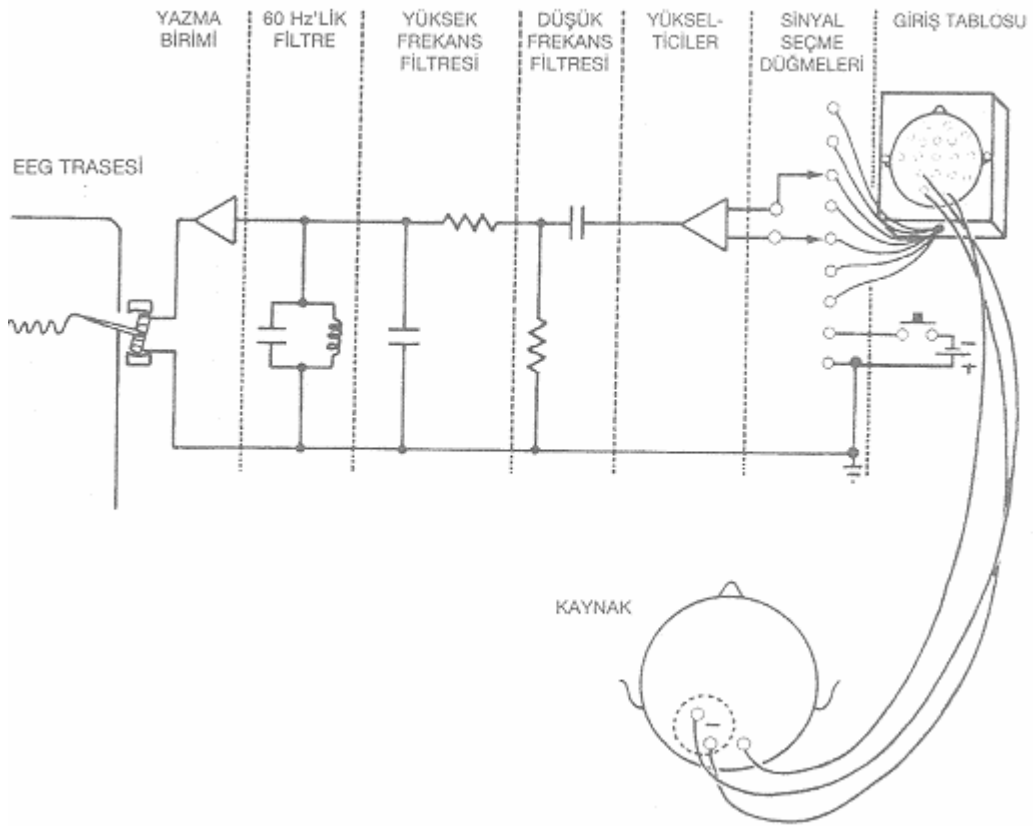 YAZMA
BİRİMİ
60 Hz'LİK
FİLTRE
YÜKSEK
FREKANS
FİLTRESİ
DÜŞÜK
FREKANS
FİLTRESİ
YÜKSEL-
TİCİLER
SİNYAL
SEÇME
DÜĞMELERİ
GİRİŞ TABLOSU
EEG TRASESİ
KAYNAK